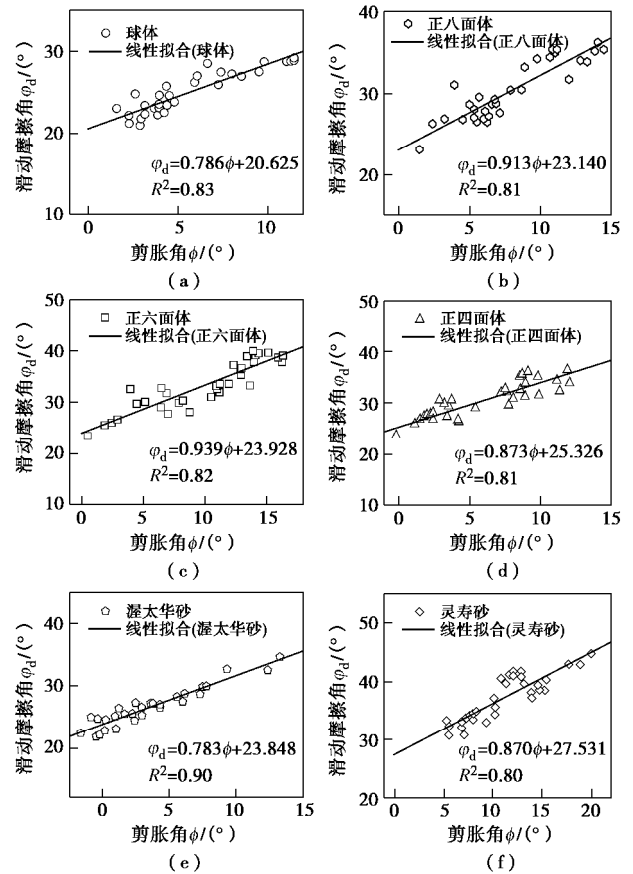 滑动摩擦角φd/(°)
30
20
10
球体
线性拟合(球体)
φd=0.786ϕ+20.625
R²=0.83
0 5 10
剪胀角ϕ/(°)
(a)
滑动摩擦角φd/(°)
40
30
20
正八面体
线性拟合(正八面体)
φd=0.913ϕ+23.140
R²=0.81
0 5 10 15
剪胀角ϕ/(°)
(b)
滑动摩擦角φd/(°)
50
40
30
20
10
正六面体
线性拟合(正六面体)
φd=0.939ϕ+23.928
R²=0.82
0 5 10 15
剪胀角ϕ/(°)
(c)
滑动摩擦角φd/(°)
50
40
30
20
10
正四面体
线性拟合(正四面体)
φd=0.873ϕ+25.326
R²=0.81
0 5 10 15
剪胀角ϕ/(°)
(d)
滑动摩擦角φd/(°)
40
30
20
渥太华砂
线性拟合(渥太华砂)
φd=0.783ϕ+23.848
R²=0.90
0 5 10 15
剪胀角ϕ/(°)
(e)
滑动摩擦角φd/(°)
50
40
30
20
灵寿砂
线性拟合(灵寿砂)
φd=0.870ϕ+27.531
R²=0.80
0 5 10 15 20
剪胀角ϕ/(°)
(f)